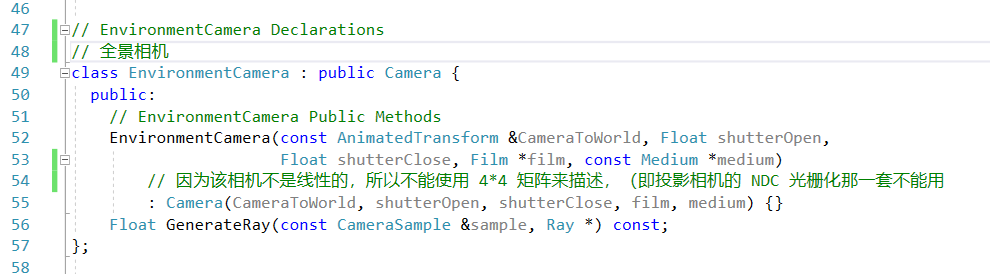 46
47 // EnvironmentCamera Declarations
48 // 全景相机
49 class EnvironmentCamera : public Camera {
50 public:
51 // EnvironmentCamera Public Methods
52 EnvironmentCamera(const AnimatedTransform &CameraToWorld, Float shutterOpen,
53 Float shutterClose, Film *film, const Medium *medium)
54 // 因为该相机不是线性的，所以不能使用 4*4 矩阵来描述，（即投影相机的 NDC 光栅化那一套不能用
55 : Camera(CameraToWorld, shutterOpen, shutterClose, film, medium) {}
56 Float GenerateRay(const CameraSample &sample, Ray *) const;
57 };
58